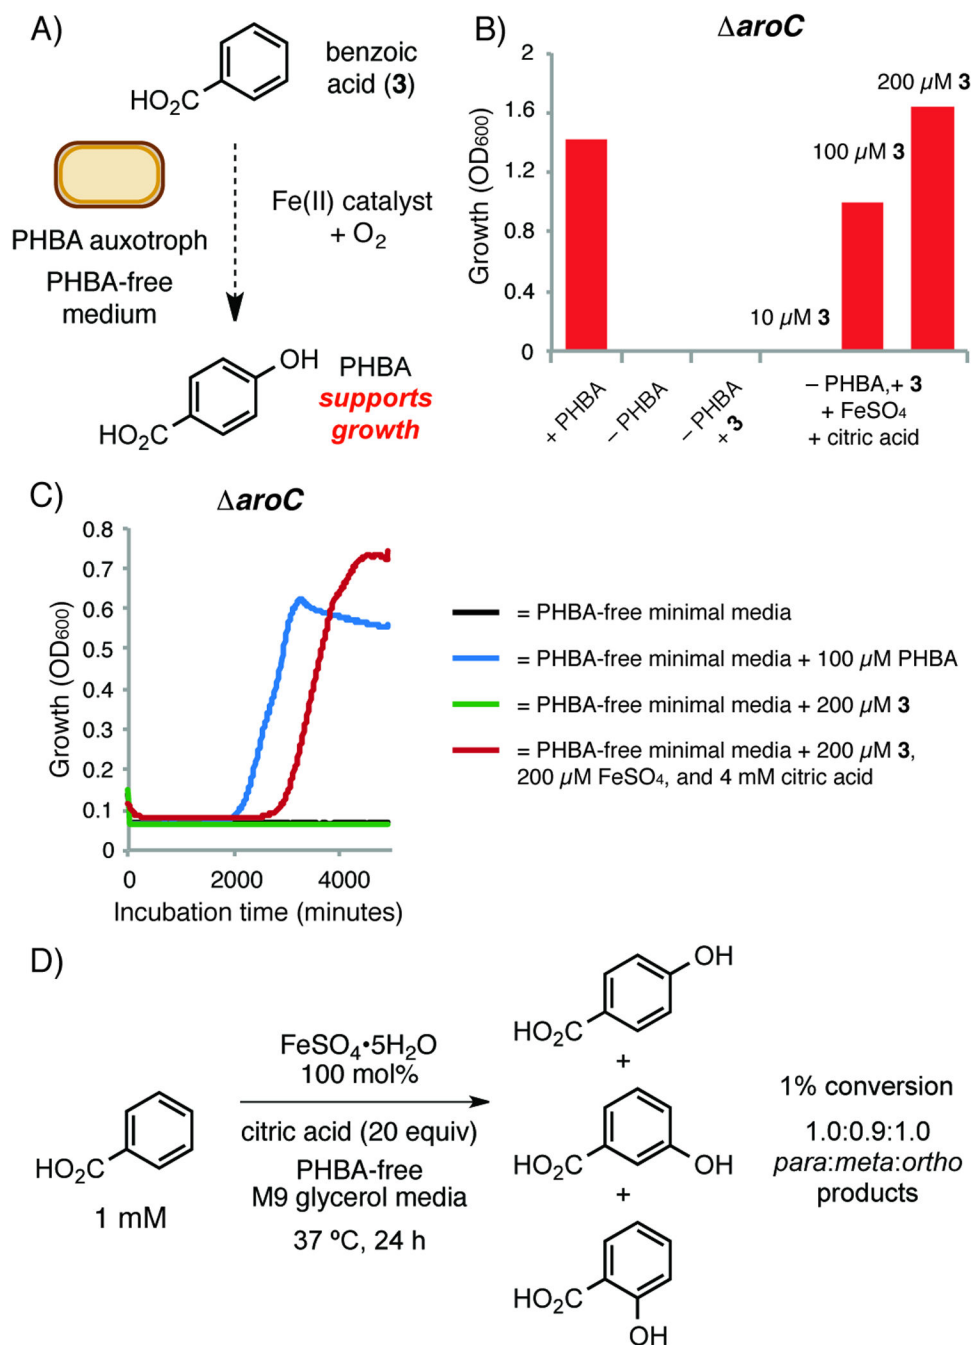 A)
benzoic
acid (3)
HO2C
PHBA auxotroph
PHBA-free
medium
Fe(II) catalyst
+ O2
OH
PHBA
supports
growth
HO2C
B)
ΔaroC
Growth (OD600)
2
1.6
1.2
0.8
0.4
0
200 µM 3
100 µM 3
10 µM 3
+ PHBA
– PHBA
– PHBA
+ 3
– PHBA,+ 3
+ FeSO4
+ citric acid
C)
ΔaroC
Growth (OD600)
0.8
0.7
0.6
0.5
0.4
0.3
0.2
0.1
0
0
2000
4000
Incubation time (minutes)
= PHBA-free minimal media
= PHBA-free minimal media + 100 µM PHBA
= PHBA-free minimal media + 200 µM 3
= PHBA-free minimal media + 200 µM 3,
200 µM FeSO4, and 4 mM citric acid
D)
HO2C
1 mM
FeSO4•5H2O
100 mol%
citric acid (20 equiv)
PHBA-free
M9 glycerol media
37 ºC, 24 h
OH
HO2C
+
HO2C
OH
+
HO2C
OH
1% conversion
1.0:0.9:1.0
para:meta:ortho
products